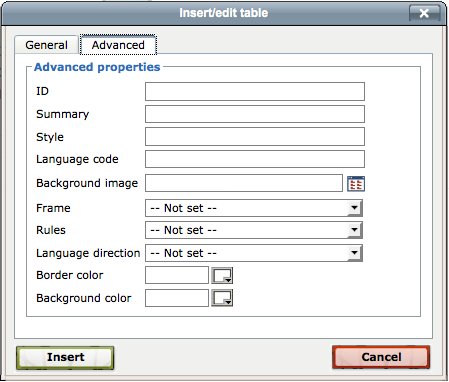 Insert/edit table
General
Advanced
Advanced properties
ID
Summary
Style
Language code
Background image
Frame -- Not set --
Rules -- Not set --
Language direction -- Not set --
Border color
Background color
Insert
Cancel